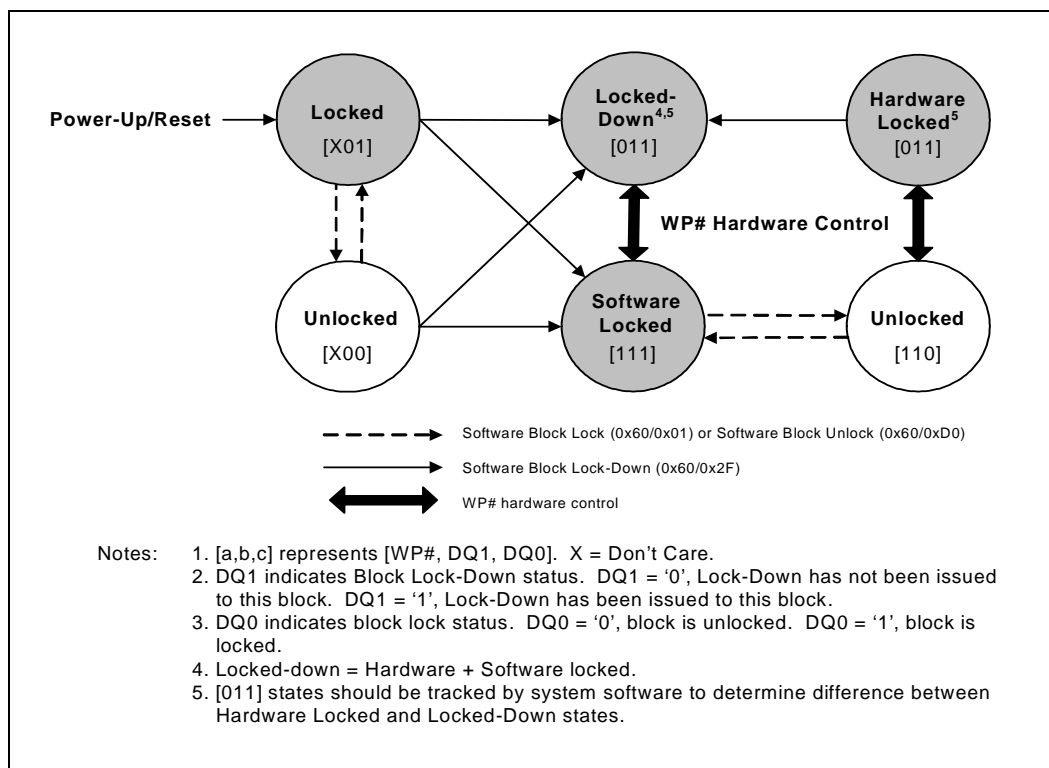 Power-Up/Reset
Locked
[X01]
Locked-
Down4,5
[011]
Hardware
Locked5
[011]
WP# Hardware Control
Unlocked
[X00]
Software
Locked
[111]
Unlocked
[110]
Software Block Lock (0x60/0x01) or Software Block Unlock (0x60/0xD0)
Software Block Lock-Down (0x60/0x2F)
WP# hardware control
Notes: 1. [a,b,c] represents [WP#, DQ1, DQ0]. X = Don't Care.
2. DQ1 indicates Block Lock-Down status. DQ1 = ‘0’, Lock-Down has not been issued
to this block. DQ1 = ‘1’, Lock-Down has been issued to this block.
3. DQ0 indicates block lock status. DQ0 = ‘0’, block is unlocked. DQ0 = ‘1’, block is
locked.
4. Locked-down = Hardware + Software locked.
5. [011] states should be tracked by system software to determine difference between
Hardware Locked and Locked-Down states.